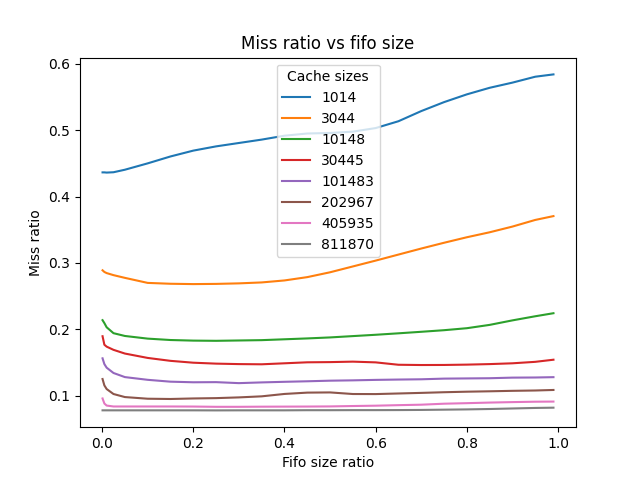 Miss ratio vs fifo size
Cache sizes
1014
3044
10148
30445
101483
202967
405935
811870
0.6
0.5
0.4
0.3
0.2
0.1
Miss ratio
0.0 0.2 0.4 0.6 0.8 1.0
Fifo size ratio